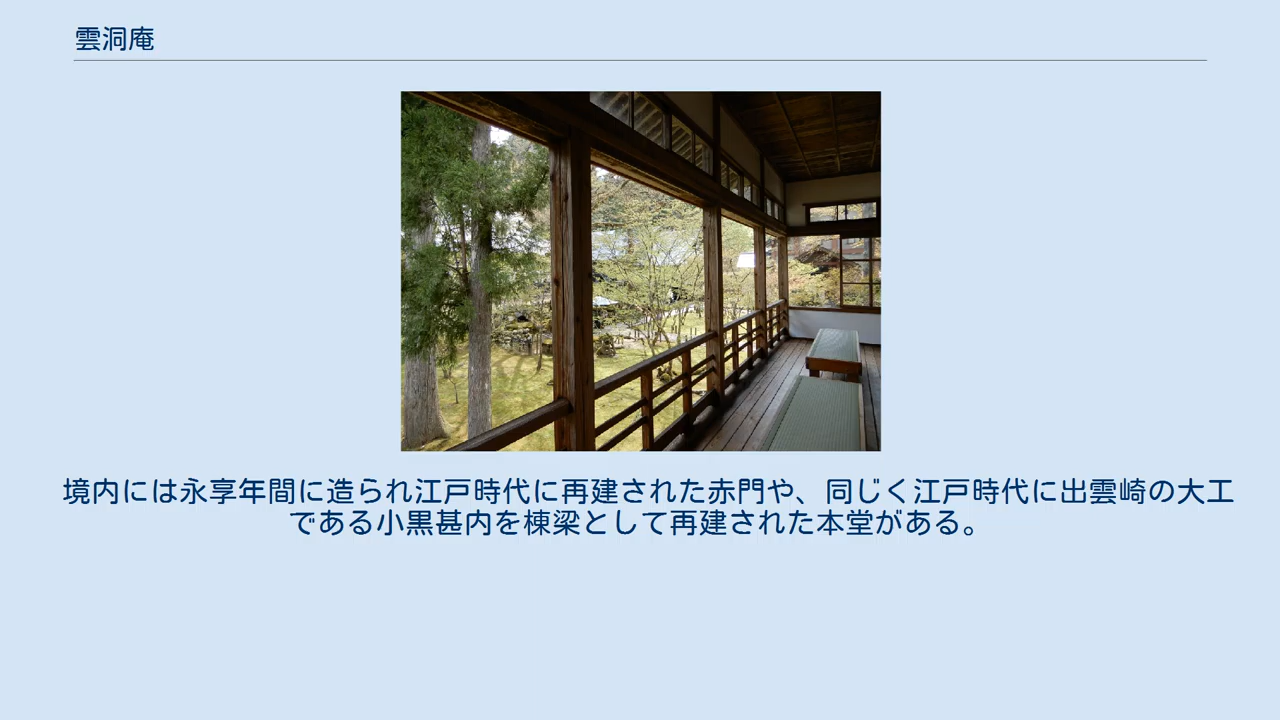 雲洞庵
境内には永享年間に造られ江戸時代に再建された赤門や、同じく江戸時代に出雲崎の大工
である小黒甚内を棟梁として再建された本堂がある。